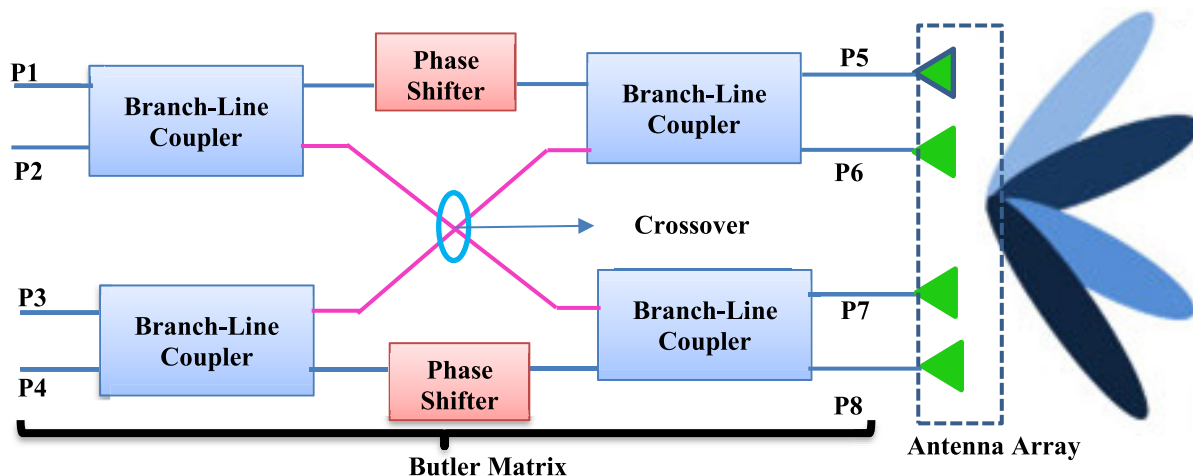 P1
P2
Branch-Line
Coupler
Phase
Shifter
Branch-Line
Coupler
P5
P6
Crossover
P3
P4
Branch-Line
Coupler
Phase
Shifter
Branch-Line
Coupler
P7
P8
Antenna Array
Butler Matrix